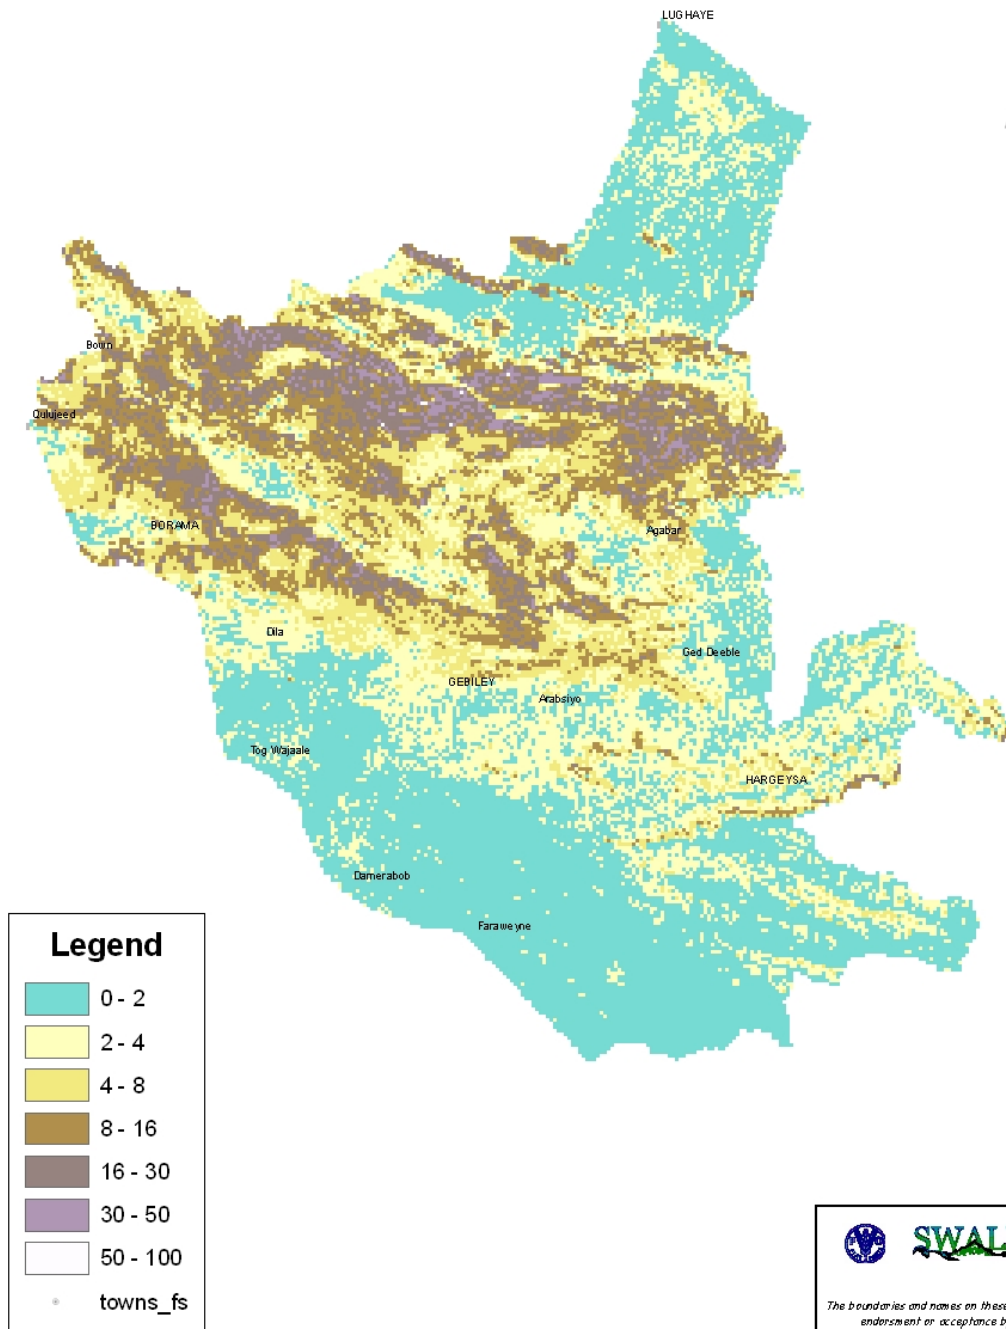 LUGHAYE
Bown
Qulujeed
BORAMA
Agabar
Dila
Ged Deeble
GEBILEY
Arabsiyo
Tog Wajaale
HARGEYSA
Damerabob
Faraweyne
Legend
0 - 2
2 - 4
4 - 8
8 - 16
16 - 30
30 - 50
50 - 100
towns_fs
SWAL
The boundaries and names on these
endorsment or acceptance b